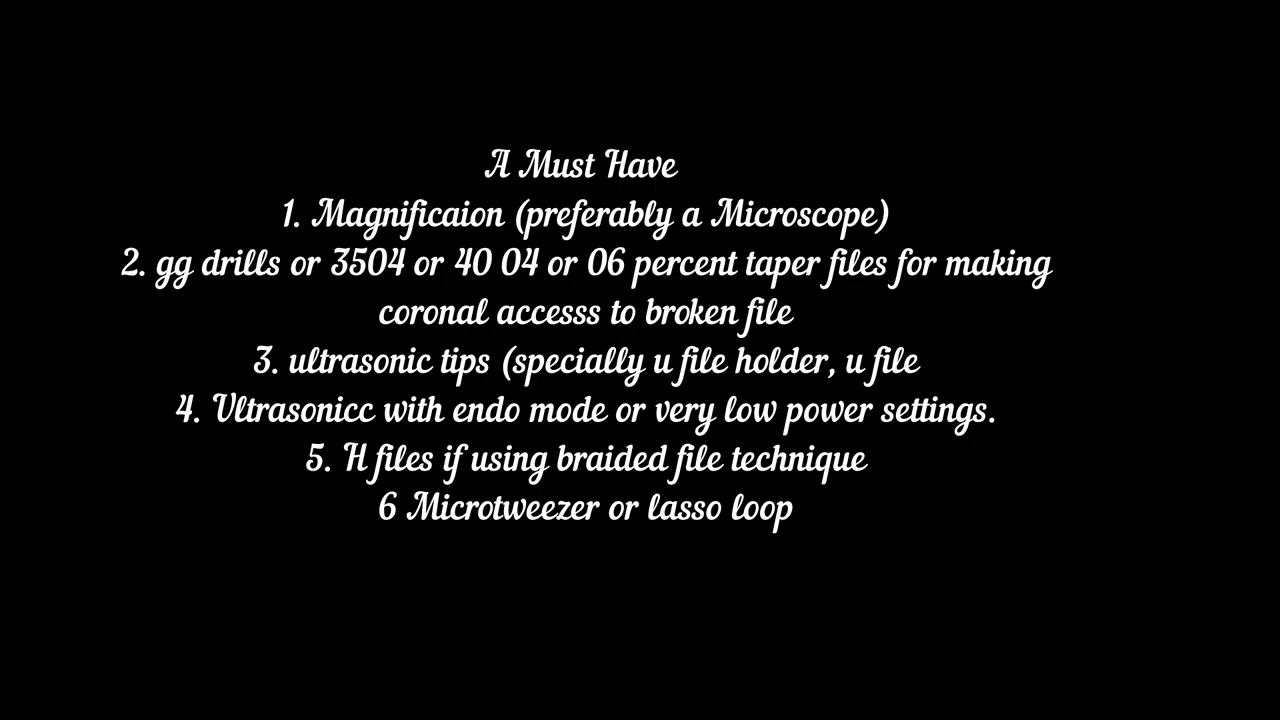 A Must Have
1. Magnificaion (preferably a Microscope)
2. gg drills or 3504 or 40 04 or 06 percent taper files for making
coronal accesss to broken file
3. ultrasonic tips (specially u file holder, u file
4. Ultrasonicc with endo mode or very low power settings.
5. H files if using braided file technique
6 Microtweezer or lasso loop